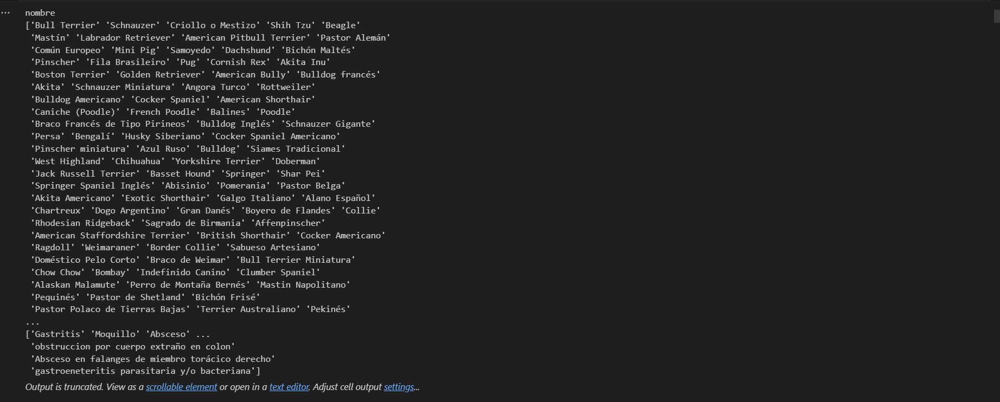 ...
nombre
['Bull Terrier' 'Schnauzer' 'Criollo o Mestizo' 'Shih Tzu' 'Beagle'
'Mastín' 'Labrador Retriever' 'American Pitbull Terrier' 'Pastor Alemán'
'Común Europeo' 'Mini Pig' 'Samoyedo' 'Dachshund' 'Bichón Maltés'
'Pinscher' 'Fila Brasileiro' 'Pug' 'Cornish Rex' 'Akita Inu'
'Boston Terrier' 'Golden Retriever' 'American Bully' 'Bulldog francés'
'Akita' 'Schnauzer Miniatura' 'Angora Turco' 'Rottweiler'
'Bulldog Americano' 'Cocker Spaniel' 'American Shorthair'
'Caniche (Poodle)' 'French Poodle' 'Balines' 'Poodle'
'Braco Francés de Tipo Pirineos' 'Bulldog Inglés' 'Schnauzer Gigante'
'Persa' 'Bengalí' 'Husky Siberiano' 'Cocker Spaniel Americano'
'Pinscher miniatura' 'Azul Ruso' 'Bulldog' 'Siames Tradicional'
'West Highland' 'Chihuahua' 'Yorkshire Terrier' 'Doberman'
'Jack Russell Terrier' 'Basset Hound' 'Springer' 'Shar Pei'
'Springer Spaniel Inglés' 'Abisinio' 'Pomerania' 'Pastor Belga'
'Akita Americano' 'Exotic Shorthair' 'Galgo Italiano' 'Alano Español'
'Chartreux' 'Dogo Argentino' 'Gran Danés' 'Boyero de Flandes' 'Collie'
'Rhodesian Ridgeback' 'Sagrado de Birmania' 'Affenpinscher'
'American Staffordshire Terrier' 'British Shorthair' 'Cocker Americano'
'Ragdoll' 'Weimaraner' 'Border Collie' 'Sabueso Artesiano'
'Doméstico Pelo Corto' 'Braco de Weimar' 'Bull Terrier Miniatura'
'Chow Chow' 'Bombay' 'Indefinido Canino' 'Clumber Spaniel'
'Alaskan Malamute' 'Perro de Montaña Bernés' 'Mastin Napolitano'
'Pequinés' 'Pastor de Shetland' 'Bichón Frisé'
'Pastor Polaco de Tierras Bajas' 'Terrier Australiano' 'Pekinés'
...
['Gastritis' 'Moquillo' 'Absceso' ...
'obstruccion por cuerpo extraño en colon'
'Absceso en falanges de miembro torácico derecho'
'gastroeneteritis parasitaria y/o bacteriana']
Output is truncated. View as a scrollable element or open in a text editor. Adjust cell output settings...